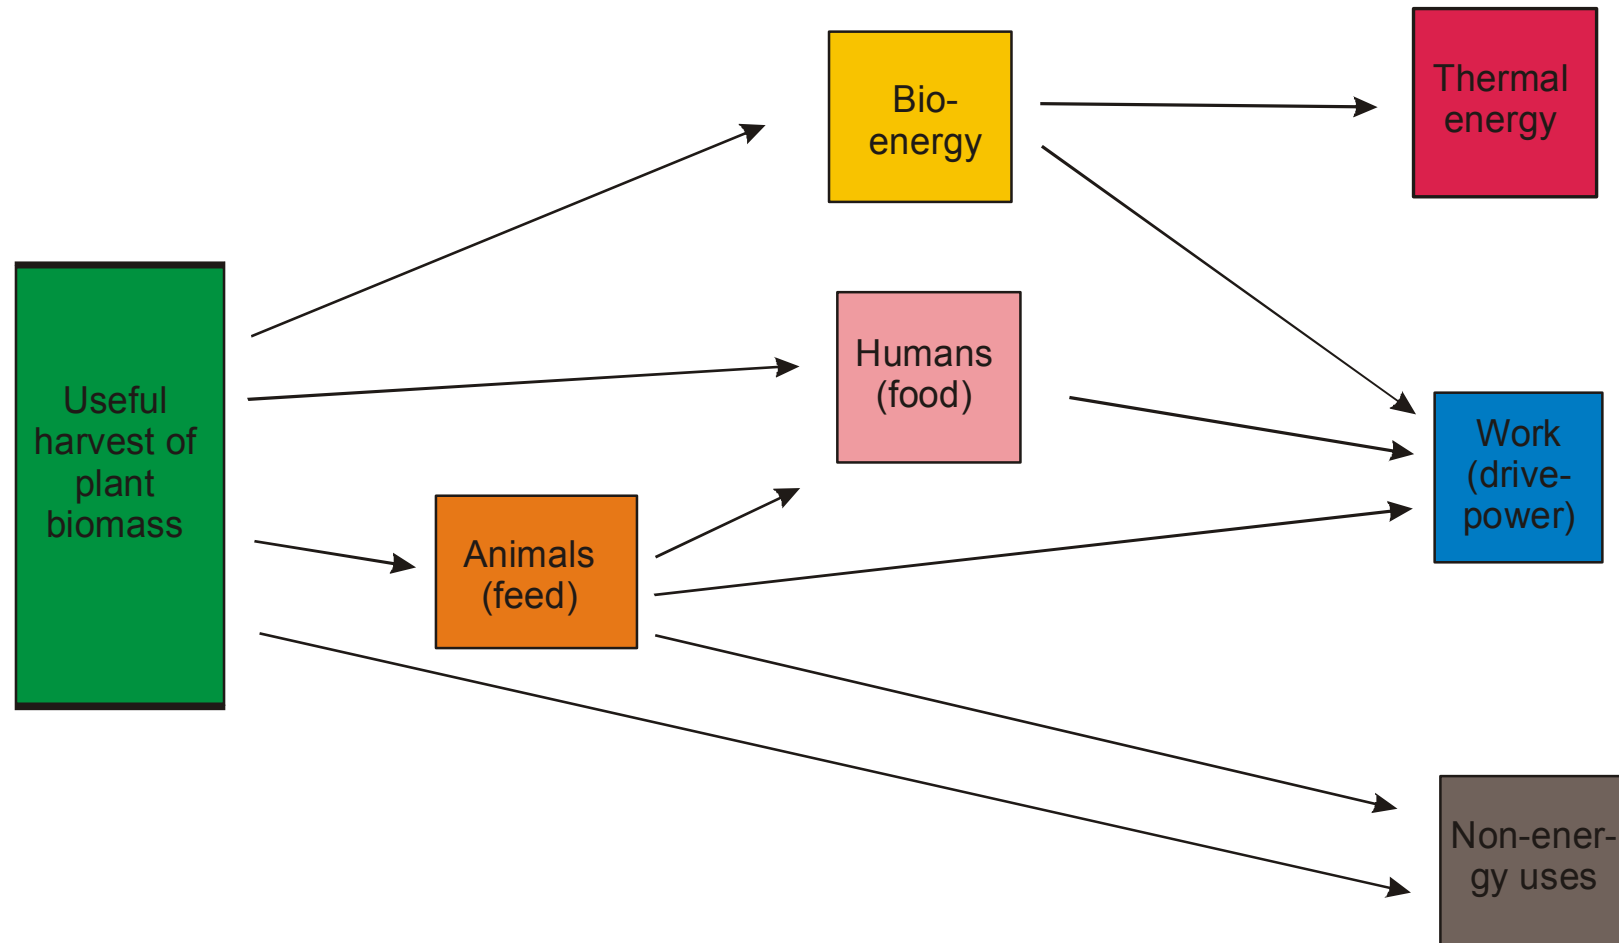 Bio-
energy
Thermal
energy
Useful
harvest of
plant
biomass
Humans
(food)
Animals
(feed)
Work
(drive-
power)
Non-ener-
gy uses